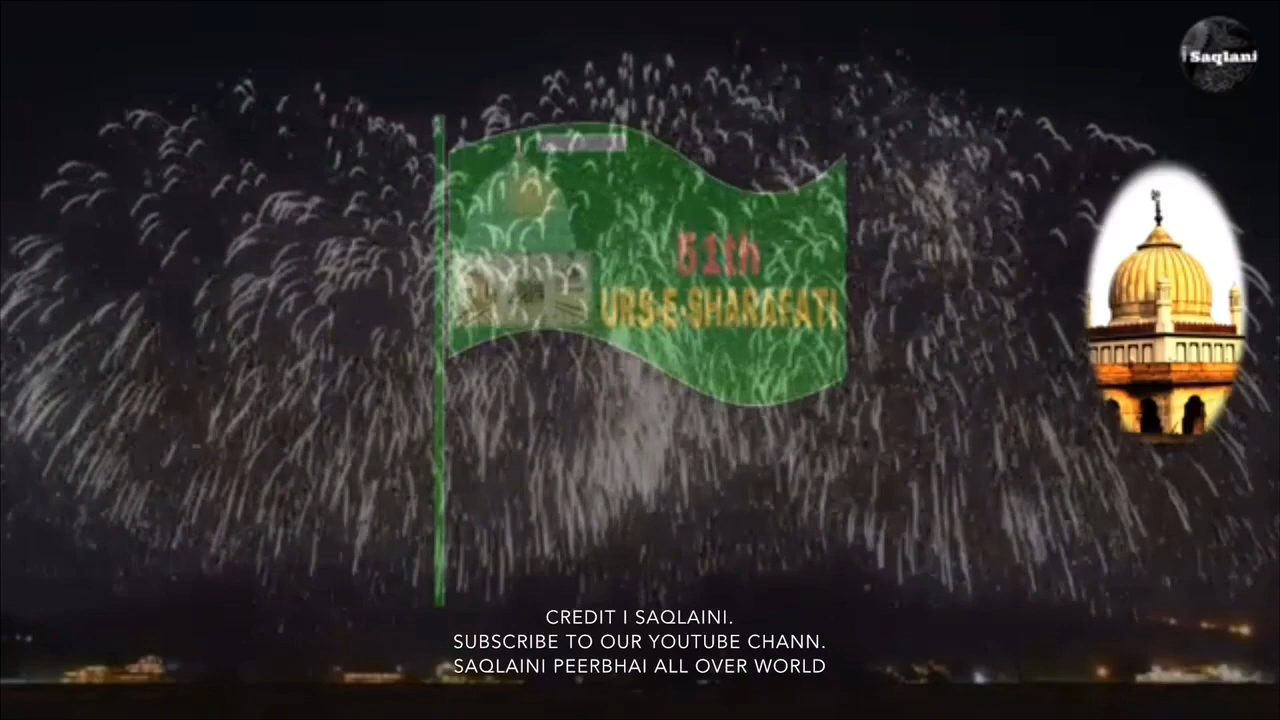 i Saqlani
51th
URS-E-SHARAFATI
CREDIT I SAQLAINI.
SUBSCRIBE TO OUR YOUTUBE CHANN.
SAQLAINI PEERBHAI ALL OVER WORLD